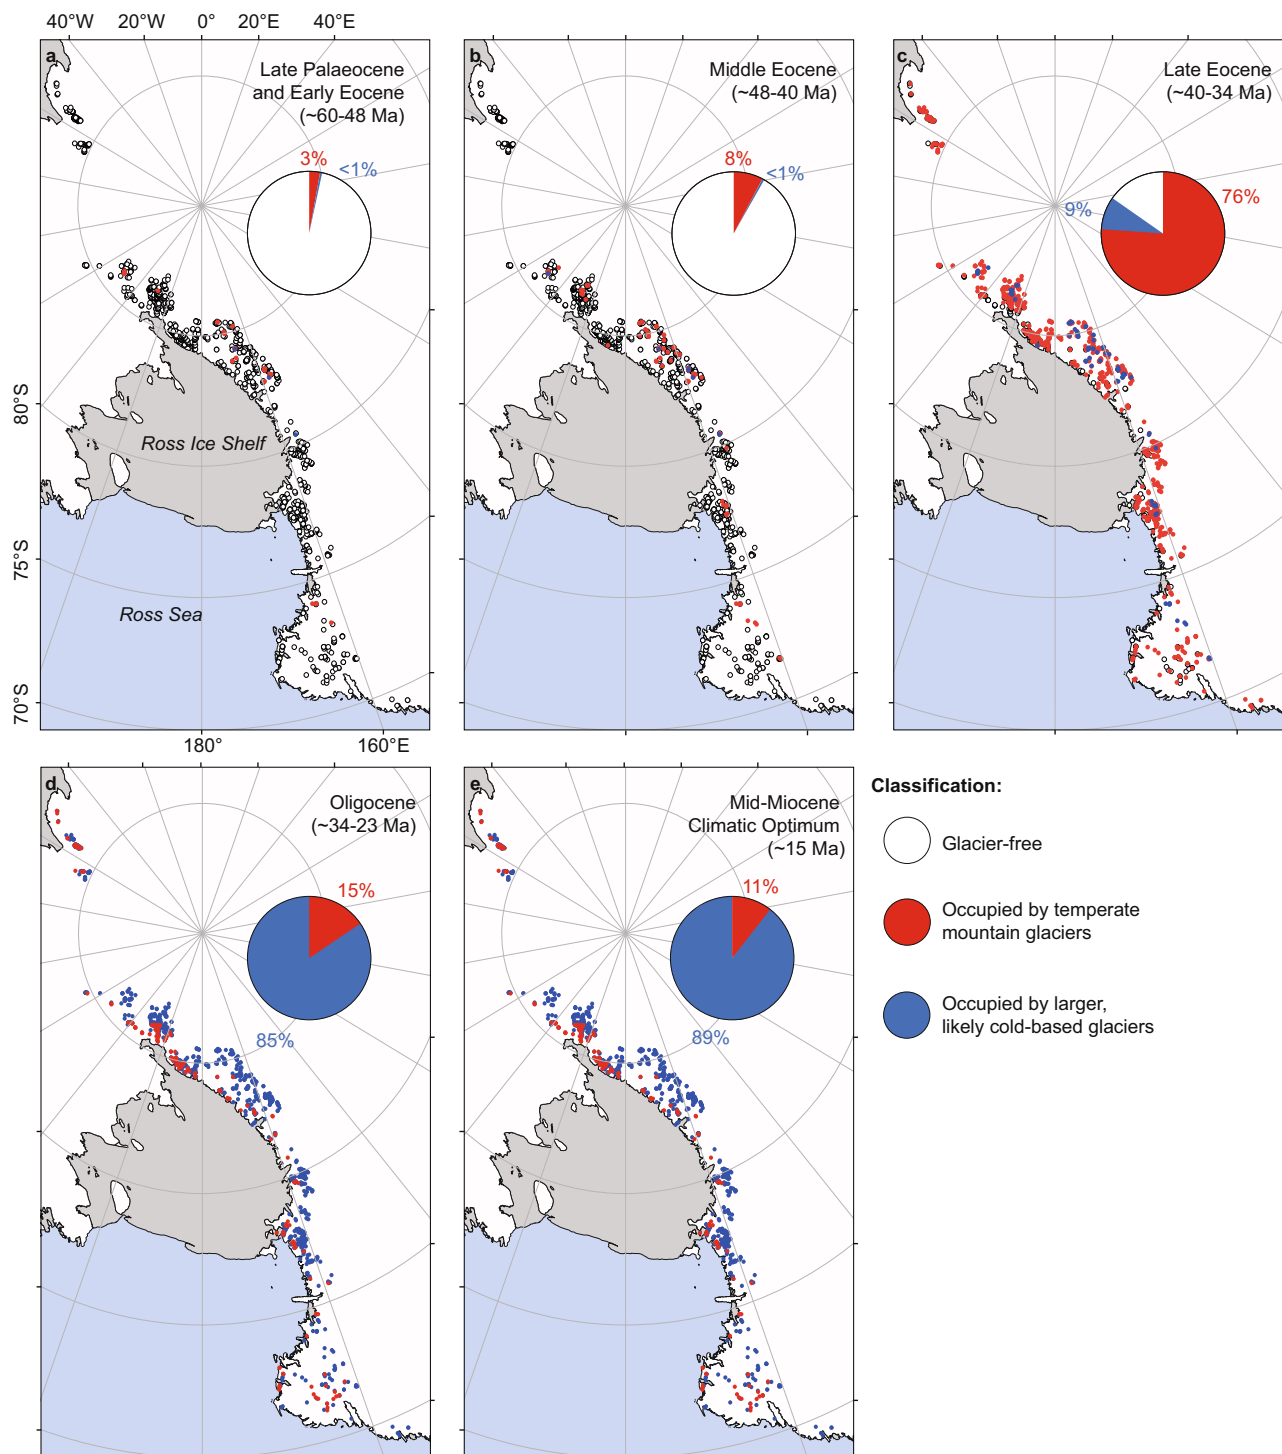 40°W 20°W 0° 20°E 40°E
a
Late Palaeocene
and Early Eocene
(~60-48 Ma)
3%
<1%
80°S
75°S
70°S
Ross Ice Shelf
Ross Sea
180° 160°E
b
Middle Eocene
(~48-40 Ma)
8%
<1%
c
Late Eocene
(~40-34 Ma)
76%
9%
d
Oligocene
(~34-23 Ma)
15%
85%
e
Mid-Miocene
Climatic Optimum
(~15 Ma)
11%
89%
Classification:
Glacier-free
Occupied by temperate
mountain glaciers
Occupied by larger,
likely cold-based glaciers